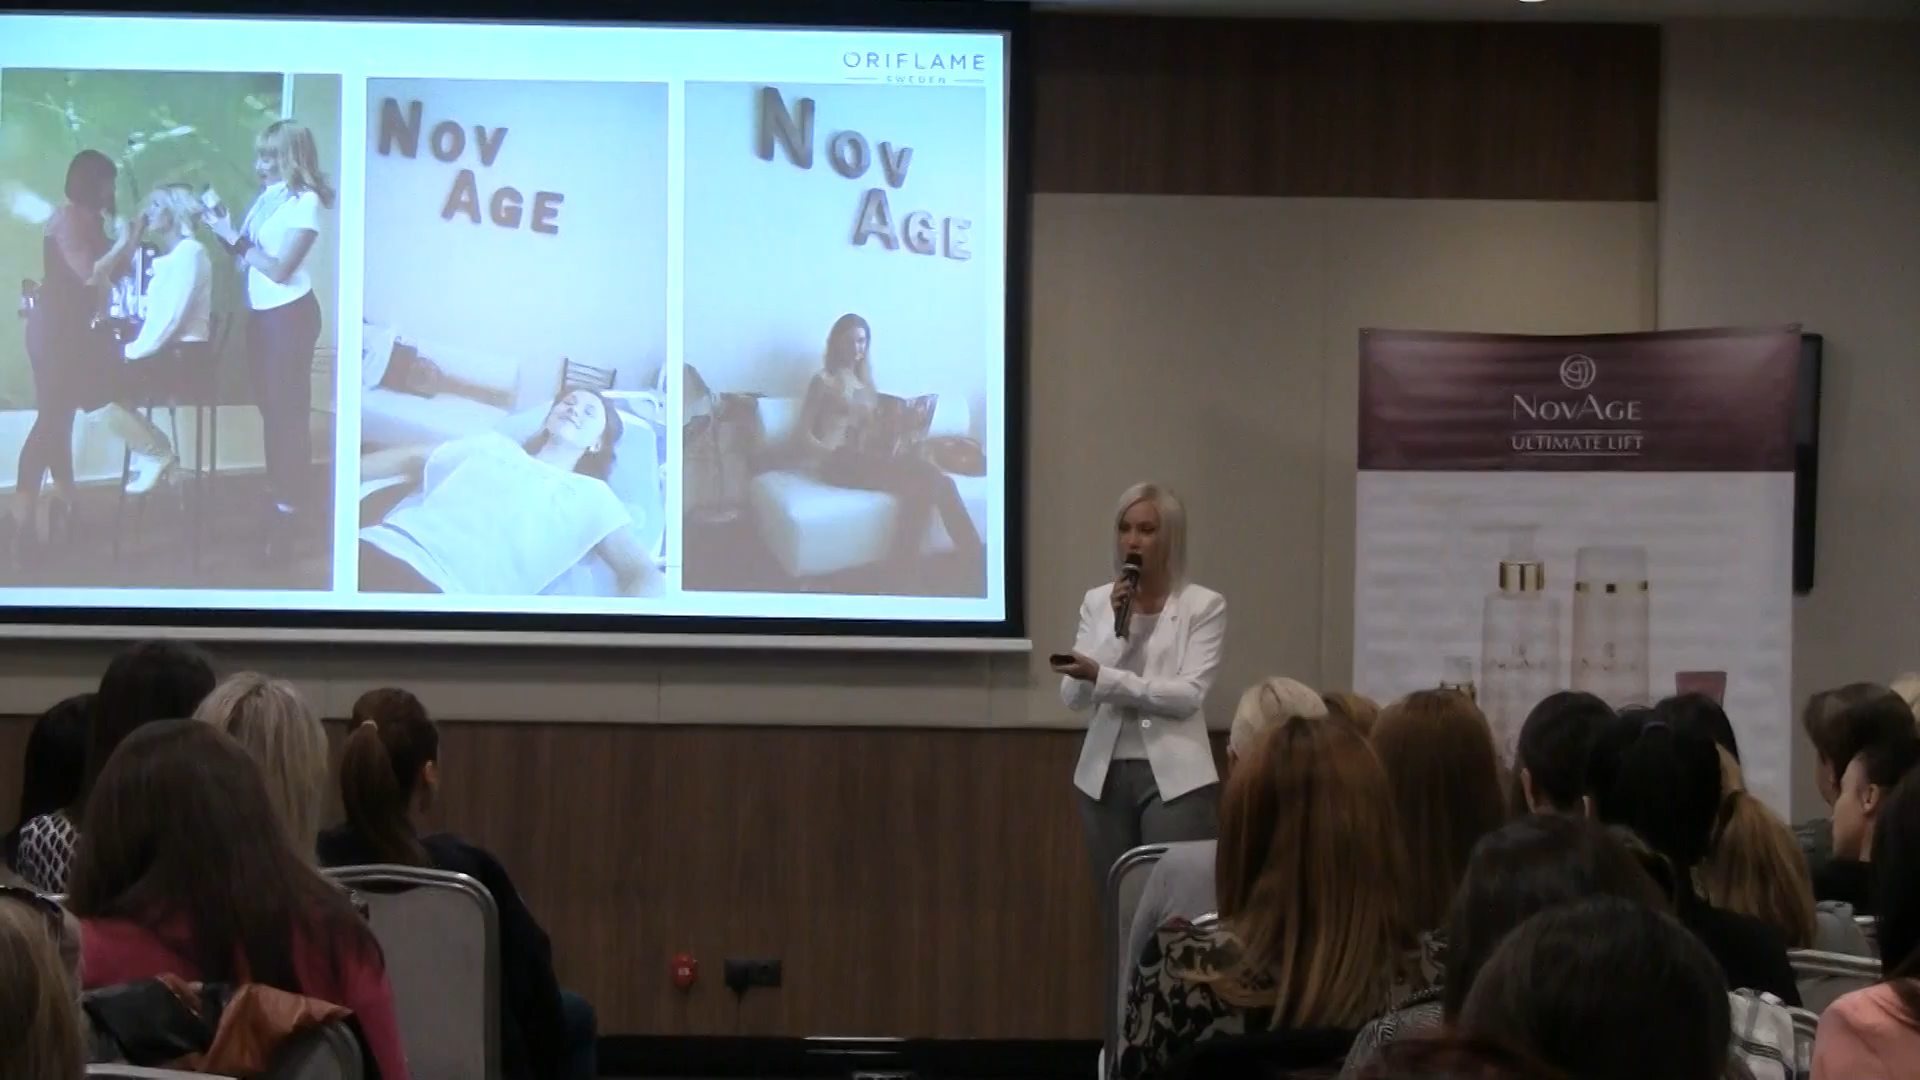 ORIFLAME
SWEDEN
NOV
AGE
NOV
AGE
NOVAGE
ULTIMATE LIFT